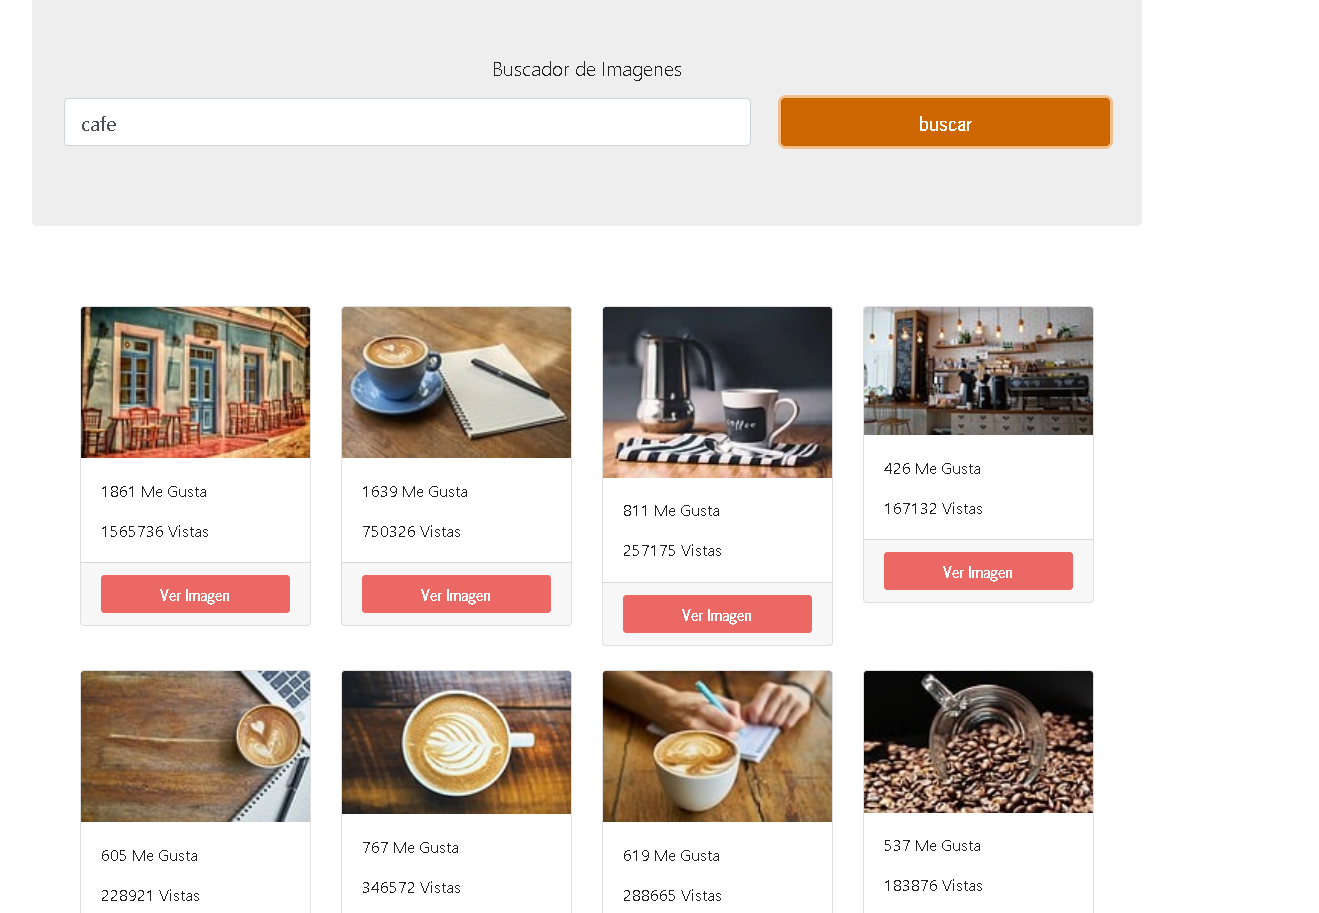 Buscador de Imagenes
cafe
buscar
coffee
1861 Me Gusta
1565736 Vistas
Ver Imagen
1639 Me Gusta
750326 Vistas
Ver Imagen
811 Me Gusta
257175 Vistas
Ver Imagen
426 Me Gusta
167132 Vistas
Ver Imagen
605 Me Gusta
228921 Vistas
767 Me Gusta
346572 Vistas
619 Me Gusta
288665 Vistas
537 Me Gusta
183876 Vistas